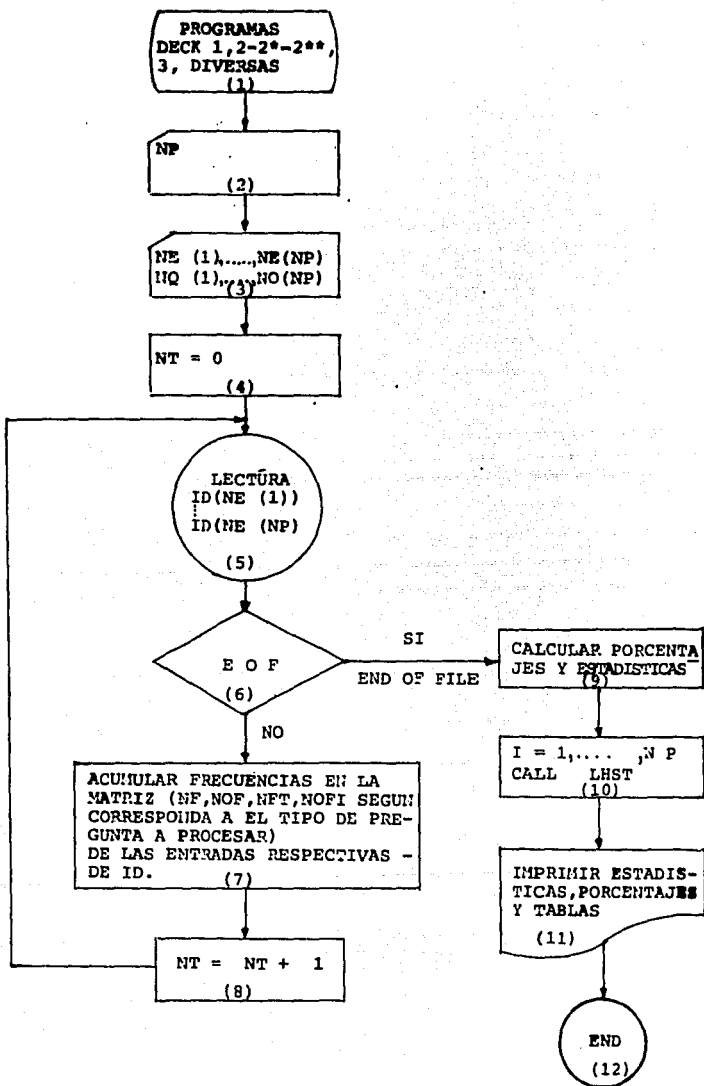 PROGRAMAS
DECK 1,2-2*-2**,
3, DIVERSAS
(1)
NP
(2)
NE (1),.....,NE(NP)
NQ (1),....,NO(NP)
(3)
NT = 0
(4)
LECTÚRA
ID(NE (1))
ID(NE (NP)
(5)
E O F
(6)
SI
END OF FILE
NO
ACUMULAR FRECUENCIAS EN LA
MATRIZ (NF,NOF,NFT,NOFI SEGUN
CORRESPONDA A EL TIPO DE PRE-
GUNTA A PROCESAR)
DE LAS ENTRADAS RESPECTIVAS -
DE ID.
(7)
NT = NT + 1
(8)
CALCULAR PORCENTA
JES Y ESTADISTICAS
(9)
I = 1,.... ,N P
CALL LHST
(10)
IMPRIMIR ESTADIS-
TICAS,PORCENTAJES
Y TABLAS
(11)
END
(12)